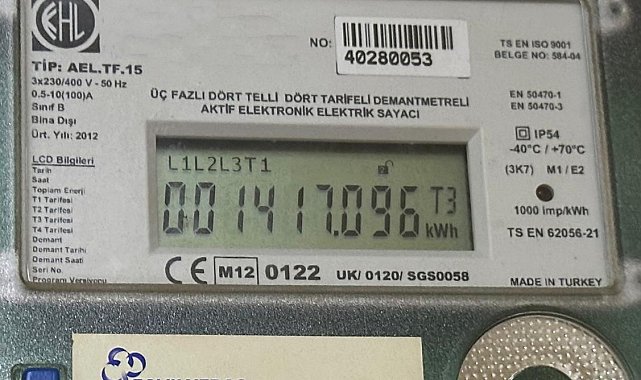 EHL
NO:
40280053
TS EN ISO 9001
BELGE NO: 584-04
TİP: AEL.TF.15
3x230/400 V - 50 Hz
0.5-10(100)A
Sınıf B
Bina Dışı
Ürt. Yılı: 2012
ÜÇ FAZLI DÖRT TELLİ DÖRT TARİFELİ DEMANTMETRELİ
AKTİF ELEKTRONİK ELEKTRİK SAYACI
EN 50470-1
EN 50470-3
IP54
-40°C / +70°C
(3K7) M1 / E2
1000 imp/kWh
TS EN 62056-21
LCD Bilgileri
Tarih
Saat
Toplam Enerji
T1 Tarifesi
T2 Tarifesi
T3 Tarifesi
T4 Tarifesi
Demant
Demant Tarihi
Demant Saati
Seri No
Program Versiyonu
L1L2L3T1
001417.096 T3
kWh
CE M12 0122 UK/ 0120/ SGS0058
MADE IN TURKEY